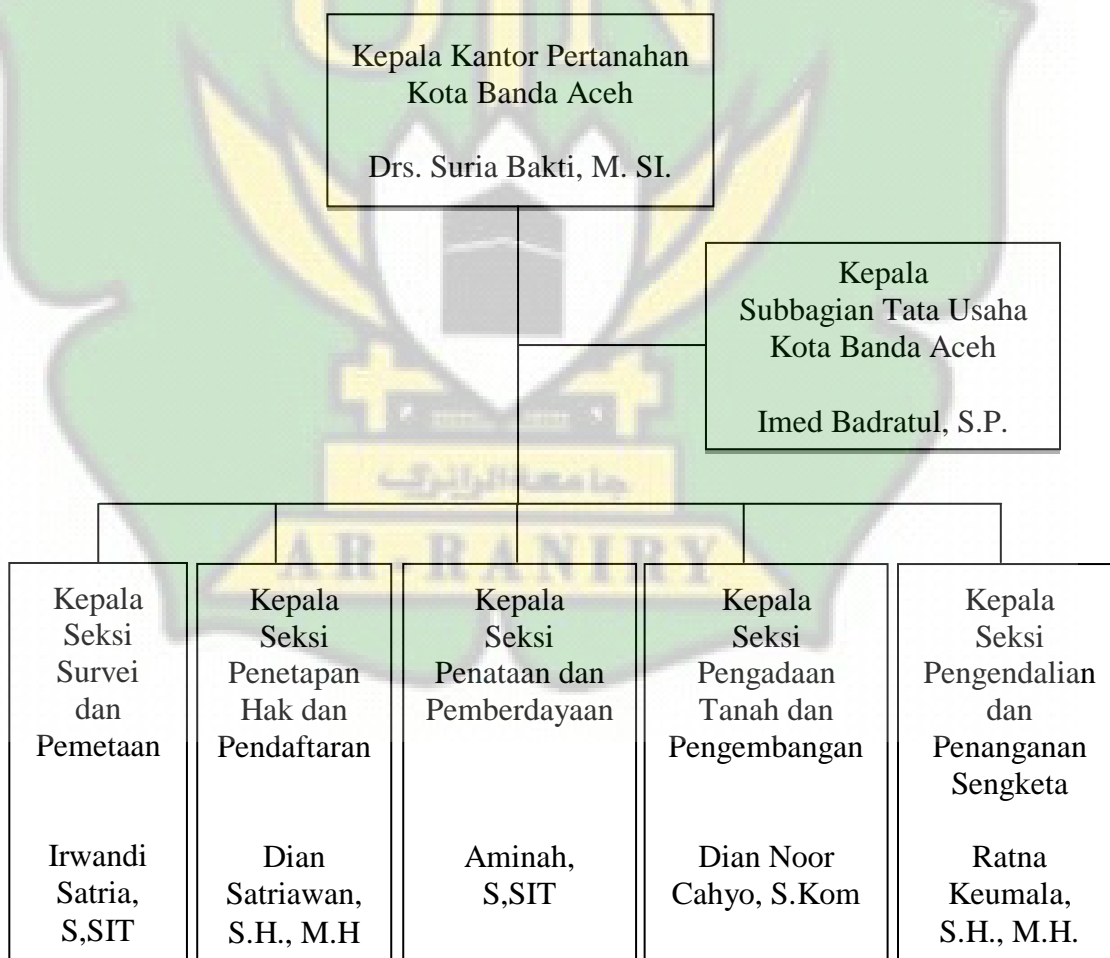 Kepala Kantor Pertanahan
Kota Banda Aceh
Drs. Suria Bakti, M. SI.
Kepala
Subbagian Tata Usaha
Kota Banda Aceh
Imed Badratul, S.P.
جامعة الرانري
AR-RANIRY
Kepala
Seksi
Survei
dan
Pemetaan
Irwandi
Satria,
S,SIT
Kepala
Seksi
Penetapan
Hak dan
Pendaftaran
Dian
Satriawan,
S.H., M.H
Kepala
Seksi
Penataan dan
Pemberdayaan
Aminah,
S,SIT
Kepala
Seksi
Pengadaan
Tanah dan
Pengembangan
Dian Noor
Cahyo, S.Kom
Kepala
Seksi
Pengendalian
dan
Penanganan
Sengketa
Ratna
Keumala,
S.H., M.H.